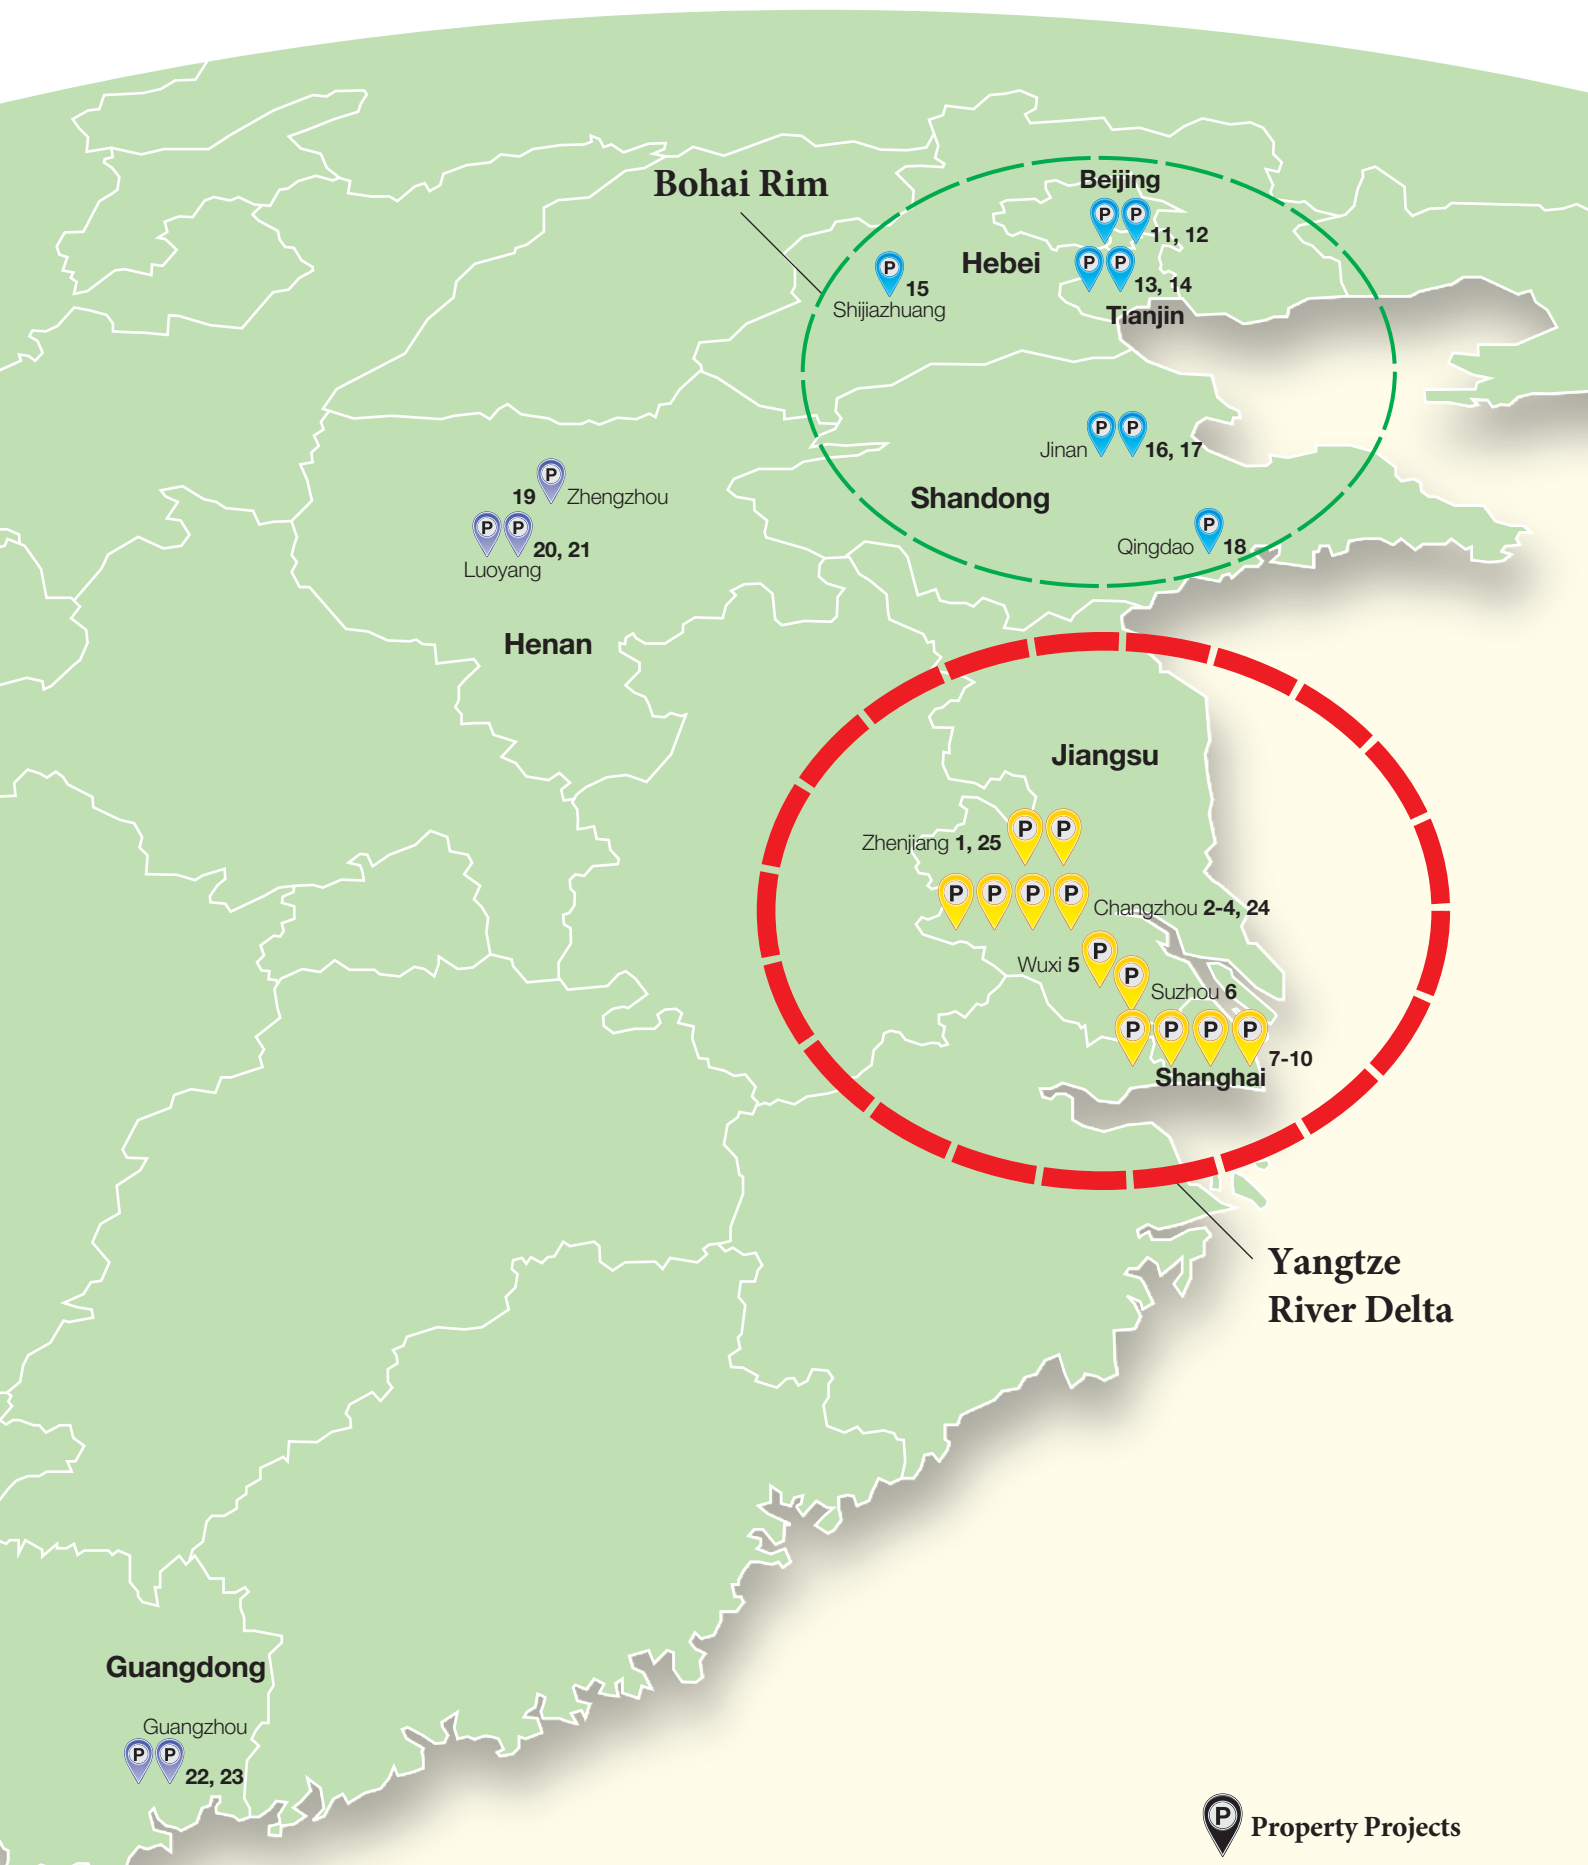 Bohai Rim
Beijing
P P
11, 12
Hebei
P P
13, 14
Tianjin
P
15
Shijiazhuang
Jinan
P P
16, 17
Shandong
Qingdao
P
18
19
P
Zhengzhou
P P
20, 21
Luoyang
Henan
Jiangsu
Zhenjiang 1, 25
P P
P P P P
Changzhou 2-4, 24
Wuxi 5
P
P
Suzhou 6
P P P P
7-10
Shanghai
Yangtze
River Delta
Guangdong
Guangzhou
P P
22, 23
P
Property Projects